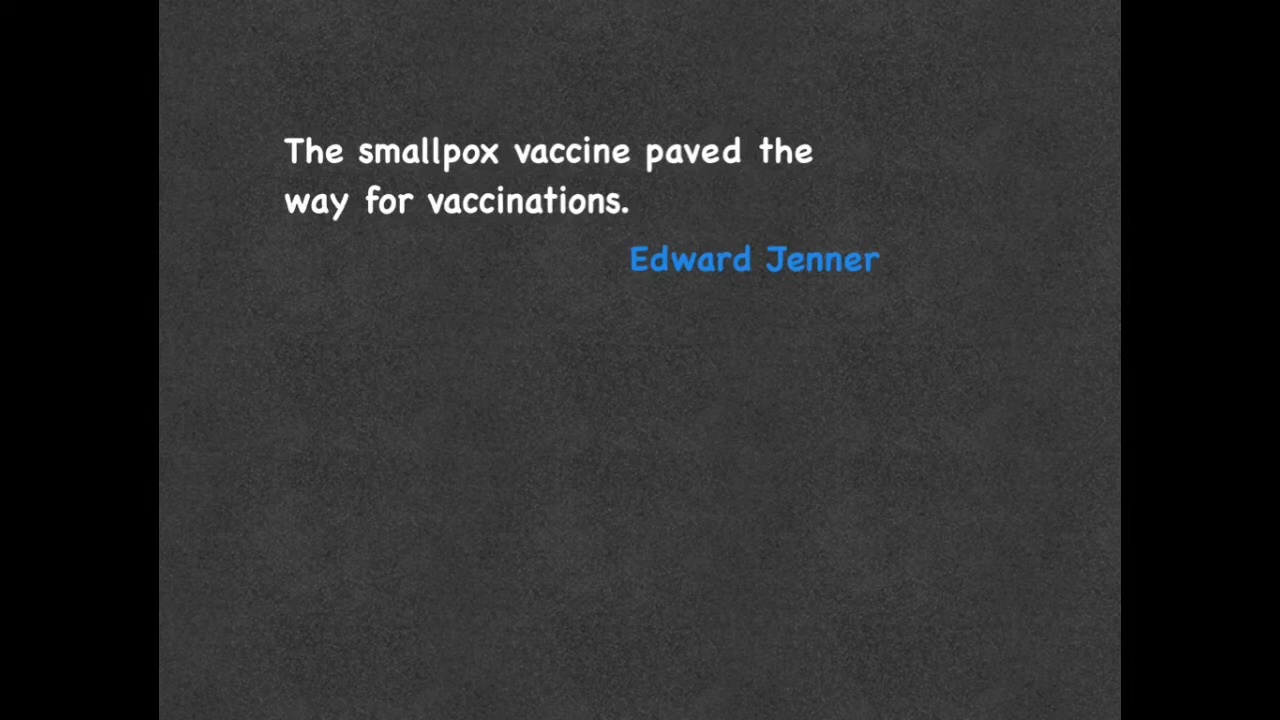 The smallpox vaccine paved the
way for vaccinations.
Edward Jenner